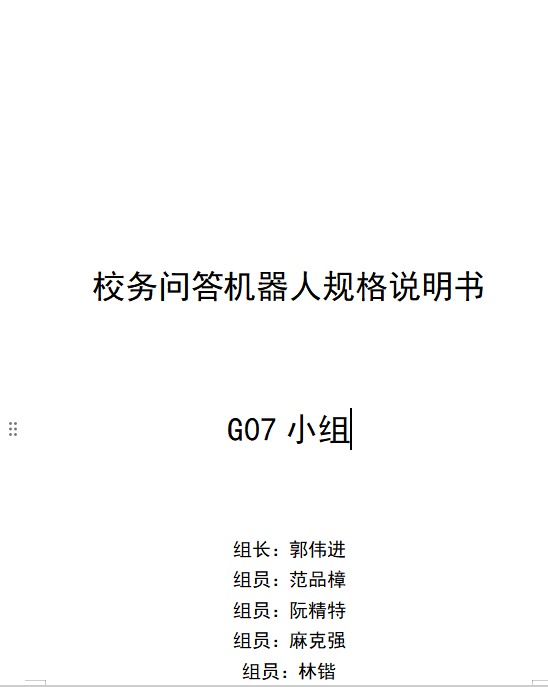 校务问答机器人规格说明书
G07 小组
组长：郭伟进
组员：范品樟
组员：阮精特
组员：麻克强
组员：林锴